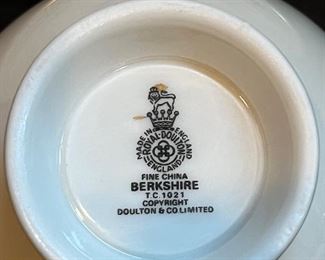 MADE IN ENGLAND
ROYAL·DOULTON
ENGLAND
FINE CHINA
BERKSHIRE
T.C. 1021
COPYRIGHT
DOULTON & CO LIMITED